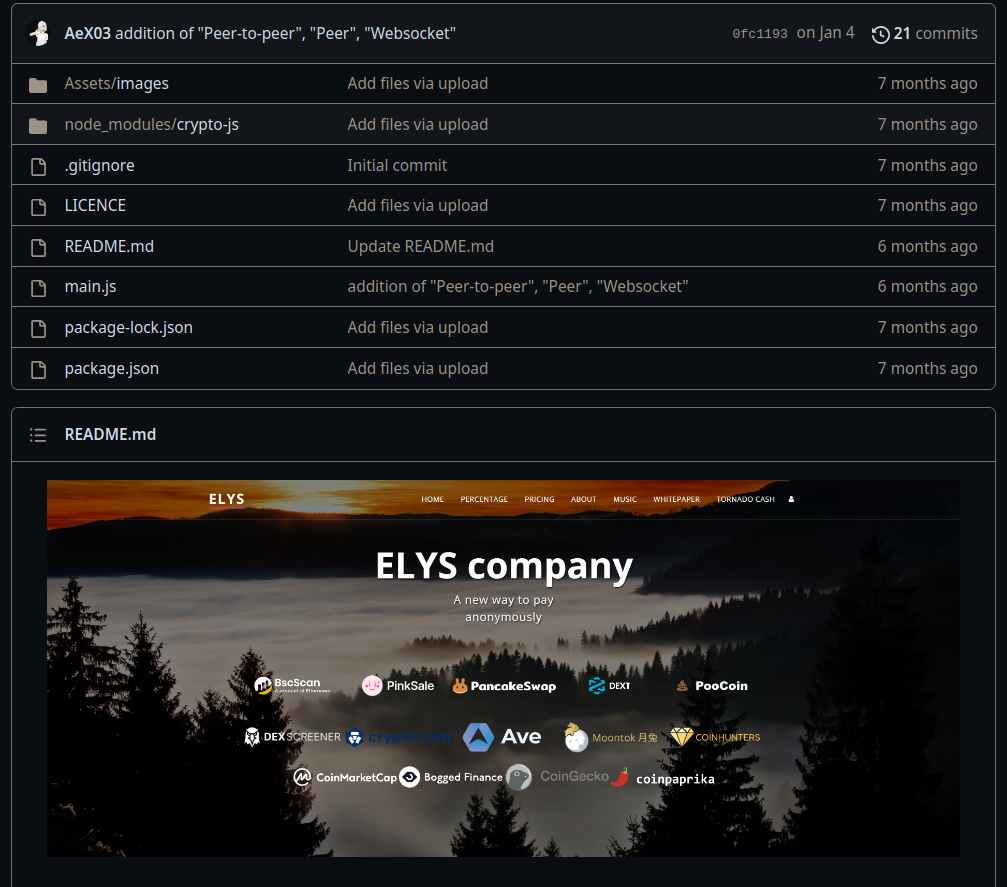 AeX03 addition of "Peer-to-peer", "Peer", "Websocket" 0fc1193 on Jan 4 21 commits
Assets/images Add files via upload 7 months ago
node_modules/crypto-js Add files via upload 7 months ago
.gitignore Initial commit 7 months ago
LICENCE Add files via upload 7 months ago
README.md Update README.md 6 months ago
main.js addition of "Peer-to-peer", "Peer", "Websocket" 6 months ago
package-lock.json Add files via upload 7 months ago
package.json Add files via upload 7 months ago
README.md
ELYS HOME PERCENTAGE PRICING ABOUT MUSIC WHITEPAPER TORNADO CASH
ELYS company
A new way to pay
anonymously
BscScan PinkSale PancakeSwap DEXT PooCoin
A product of Etherscan
DEXSCREENER crypto.com Ave Moontok 月兔 COINHUNTERS
CoinMarketCap Bogged Finance CoinGecko coinpaprika